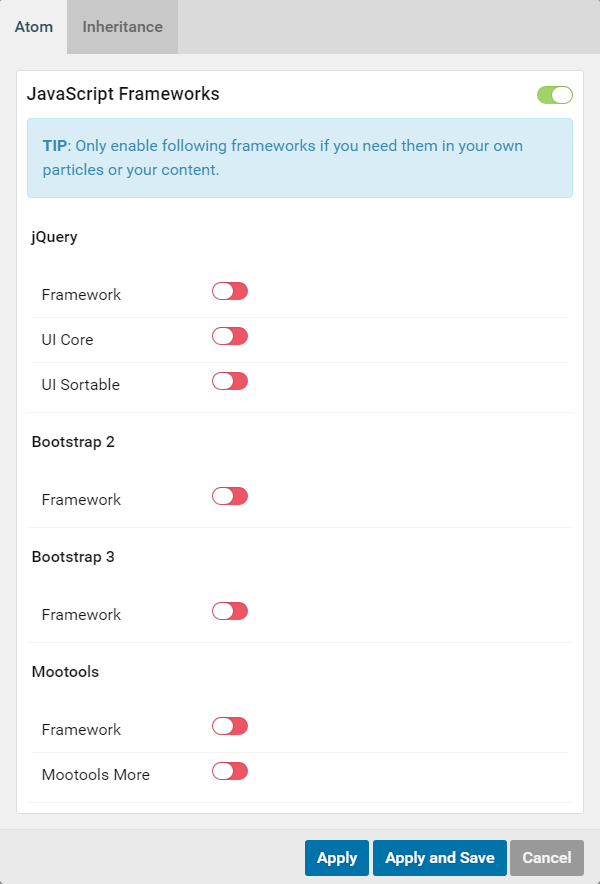 Atom Inheritance
JavaScript Frameworks
TIP: Only enable following frameworks if you need them in your own
particles or your content.
jQuery
Framework
UI Core
UI Sortable
Bootstrap 2
Framework
Bootstrap 3
Framework
Mootools
Framework
Mootools More
Apply Apply and Save Cancel